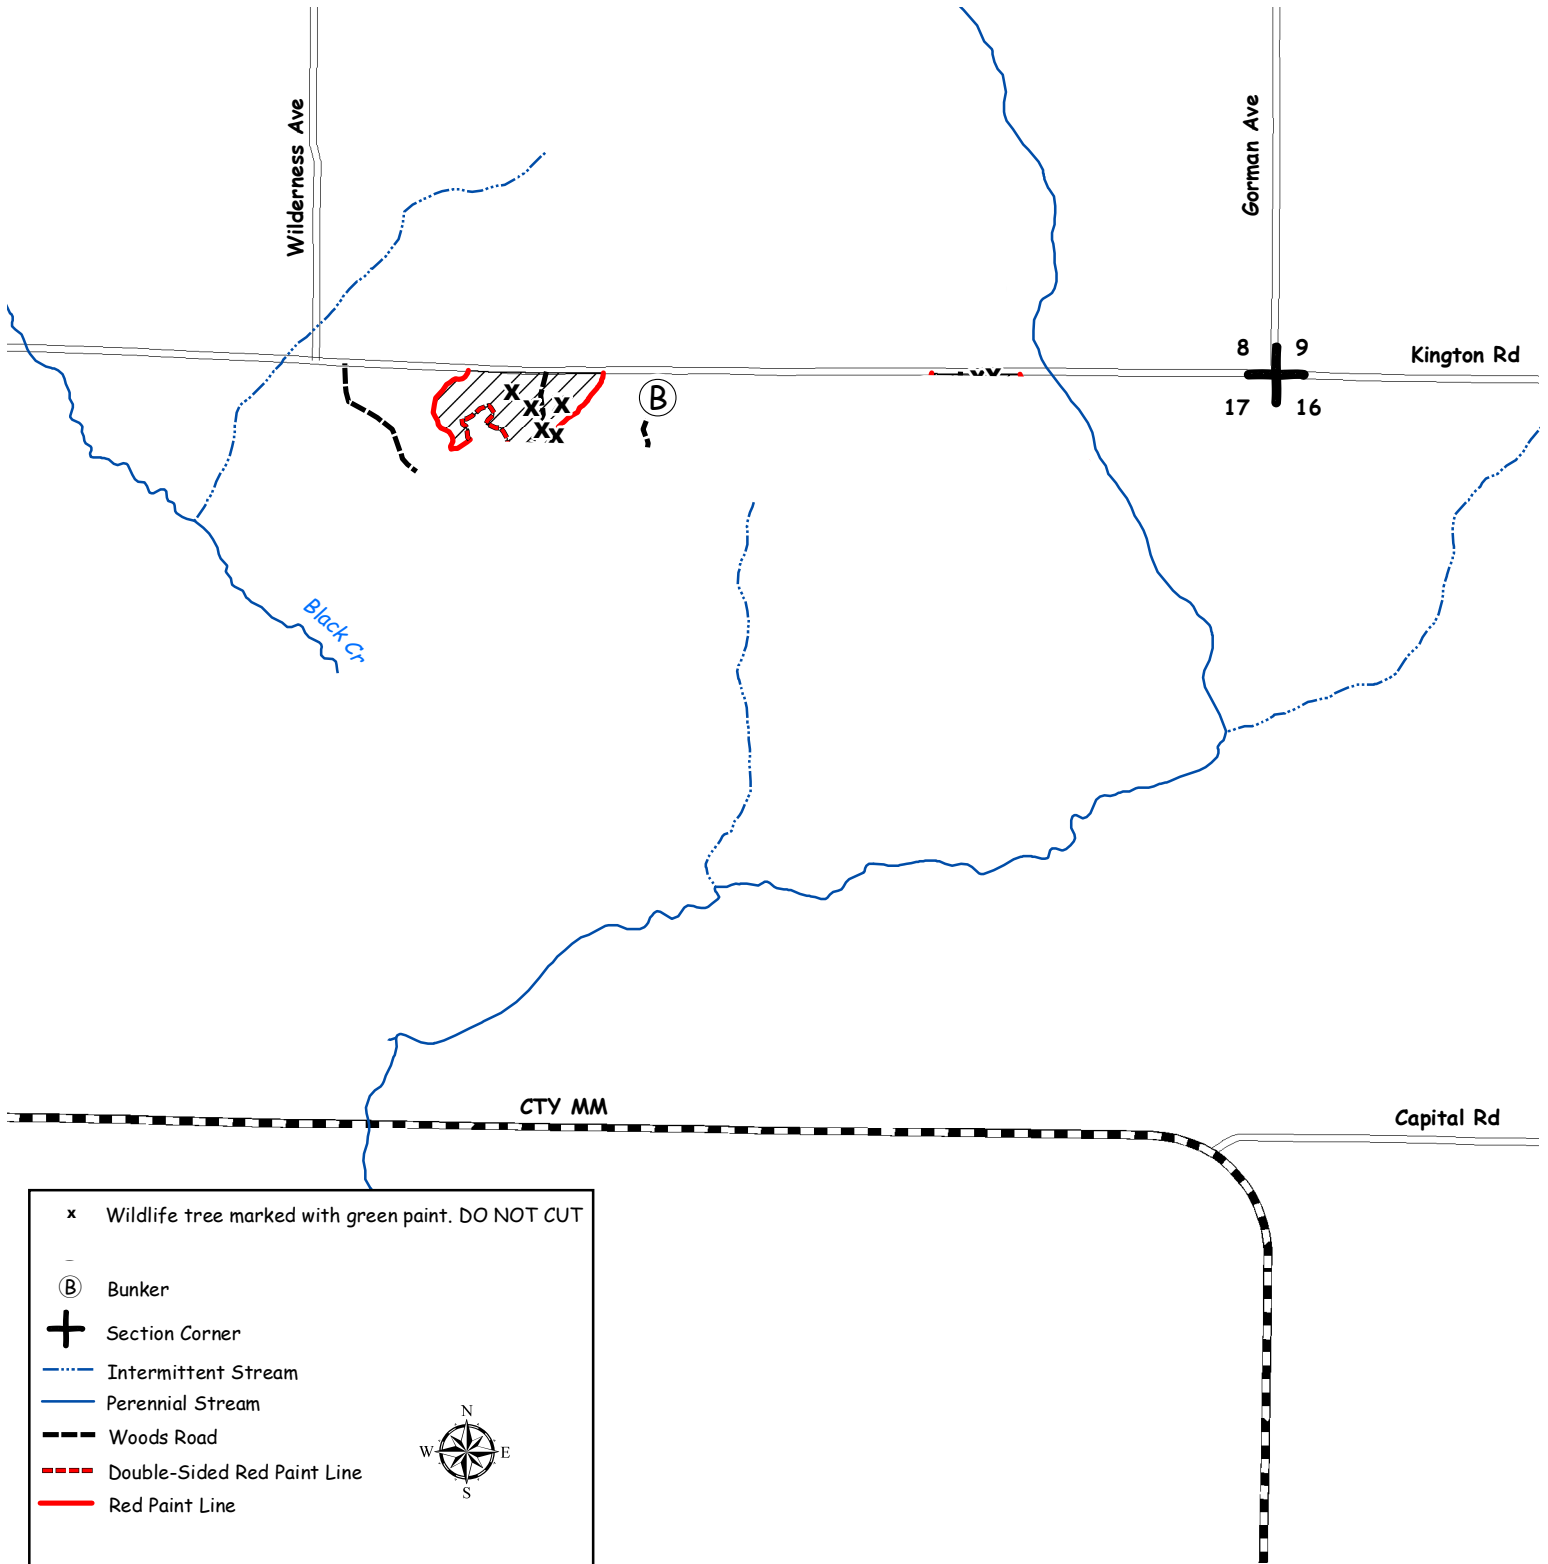 Wilderness Ave
Gorman Ave
8 9
Kington Rd
17 16
B
x
x
x
x
x
Black Cr
CTY MM
Capital Rd
x Wildlife tree marked with green paint. DO NOT CUT
B Bunker
Section Corner
Intermittent Stream
Perennial Stream
Woods Road
Double-Sided Red Paint Line
Red Paint Line
N
W E
S